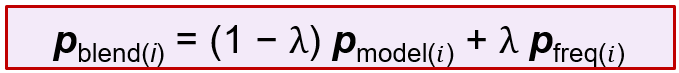 p_blend(i) = (1 − λ) p_model(i) + λ p_freq(i)